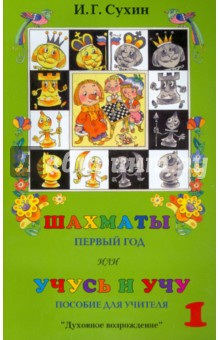 И.Г. Сухин
ШАХМАТЫ
ПЕРВЫЙ ГОД
ИЛИ
УЧУСЬ И УЧУ
ПОСОБИЕ ДЛЯ УЧИТЕЛЯ
1
"Духовное возрождение"